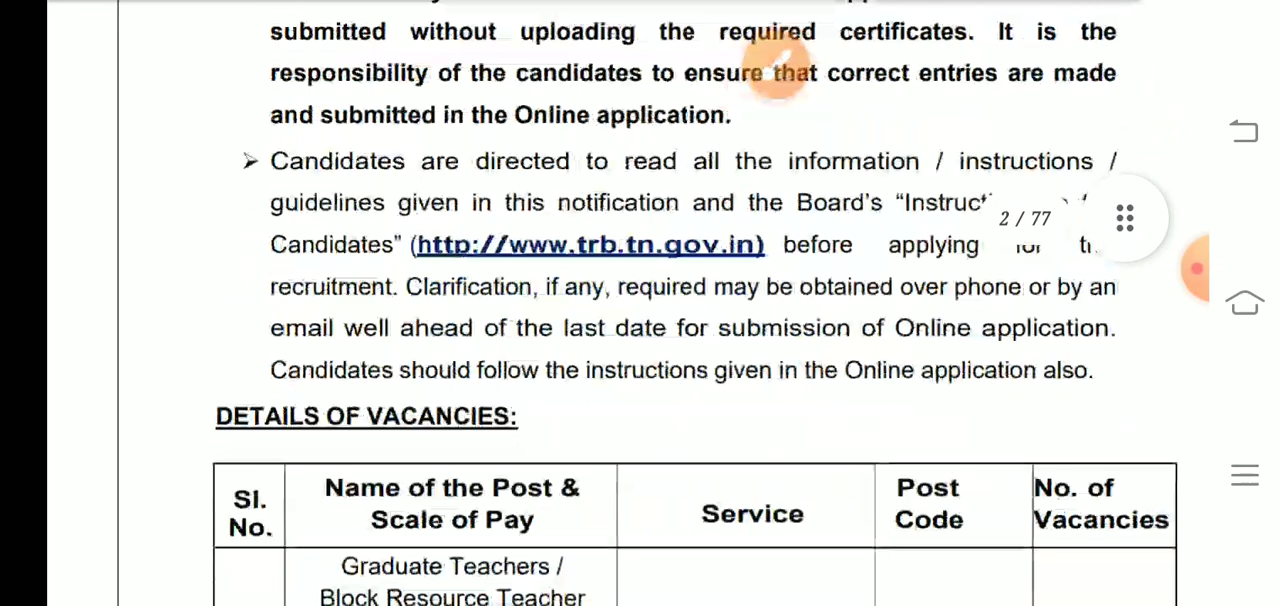 submitted without uploading the required certificates. It is the
responsibility of the candidates to ensure that correct entries are made
and submitted in the Online application.
➢ Candidates are directed to read all the information / instructions /
guidelines given in this notification and the Board's “Instruct
2 / 77
Candidates” (http://www.trb.tn.gov.in) before applying
recruitment. Clarification, if any, required may be obtained over phone or by an
email well ahead of the last date for submission of Online application.
Candidates should follow the instructions given in the Online application also.
DETAILS OF VACANCIES:
Sl. No.
Name of the Post & Scale of Pay
Service
Post Code
No. of Vacancies
Graduate Teachers /
Block Resource Teacher